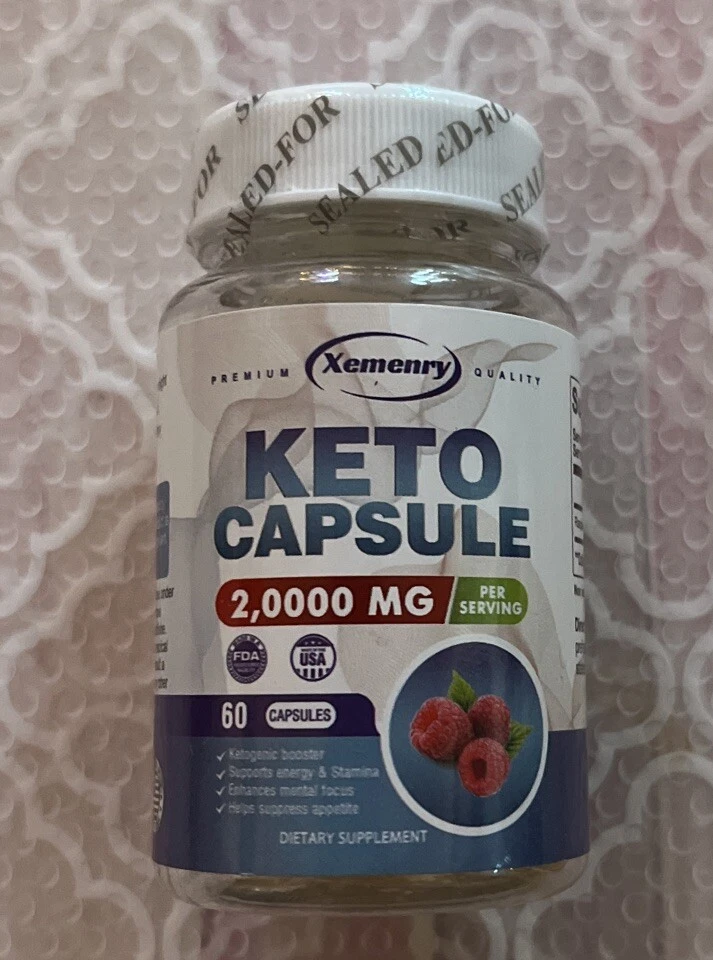 SEALED-FOR
SEALED
PREMIUM Xemenry QUALITY
KETO
CAPSULE
2,0000 MG PER
SERVING
FDA
USA
60 CAPSULES
Ketogenic booster
Supports energy & Stamina
Enhances mental focus
Helps suppress appetite
DIETARY SUPPLEMENT